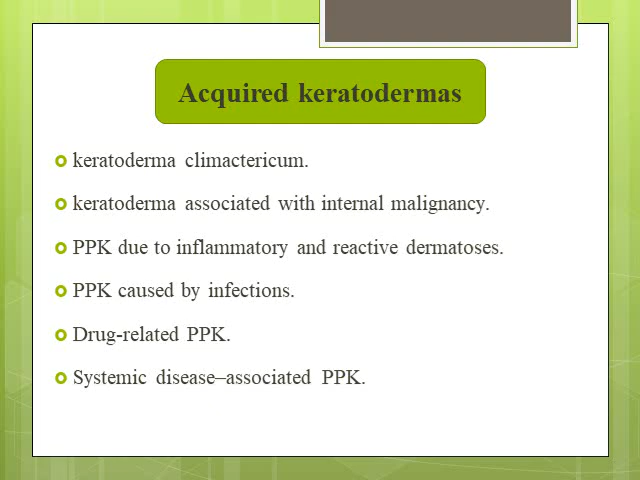 Acquired keratodermas
keratoderma climactericum.
keratoderma associated with internal malignancy.
PPK due to inflammatory and reactive dermatoses.
PPK caused by infections.
Drug-related PPK.
Systemic disease–associated PPK.